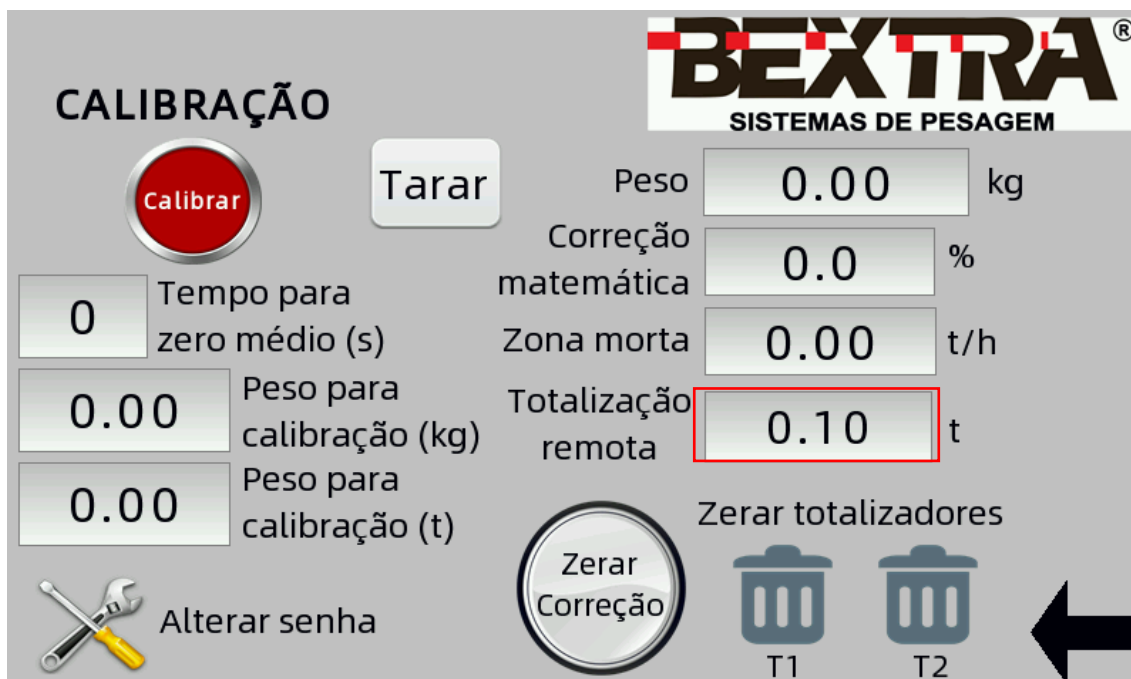 BEXTRA®
SISTEMAS DE PESAGEM
CALIBRAÇÃO
Calibrar
Tarar
Peso
0.00
kg
Correção
matemática
0.0
%
0
Tempo para
zero médio (s)
Zona morta
0.00
t/h
0.00
Peso para
calibração (kg)
Totalização
remota
0.10
t
0.00
Peso para
calibração (t)
Zerar
Correção
Zerar totalizadores
T1
T2
Alterar senha